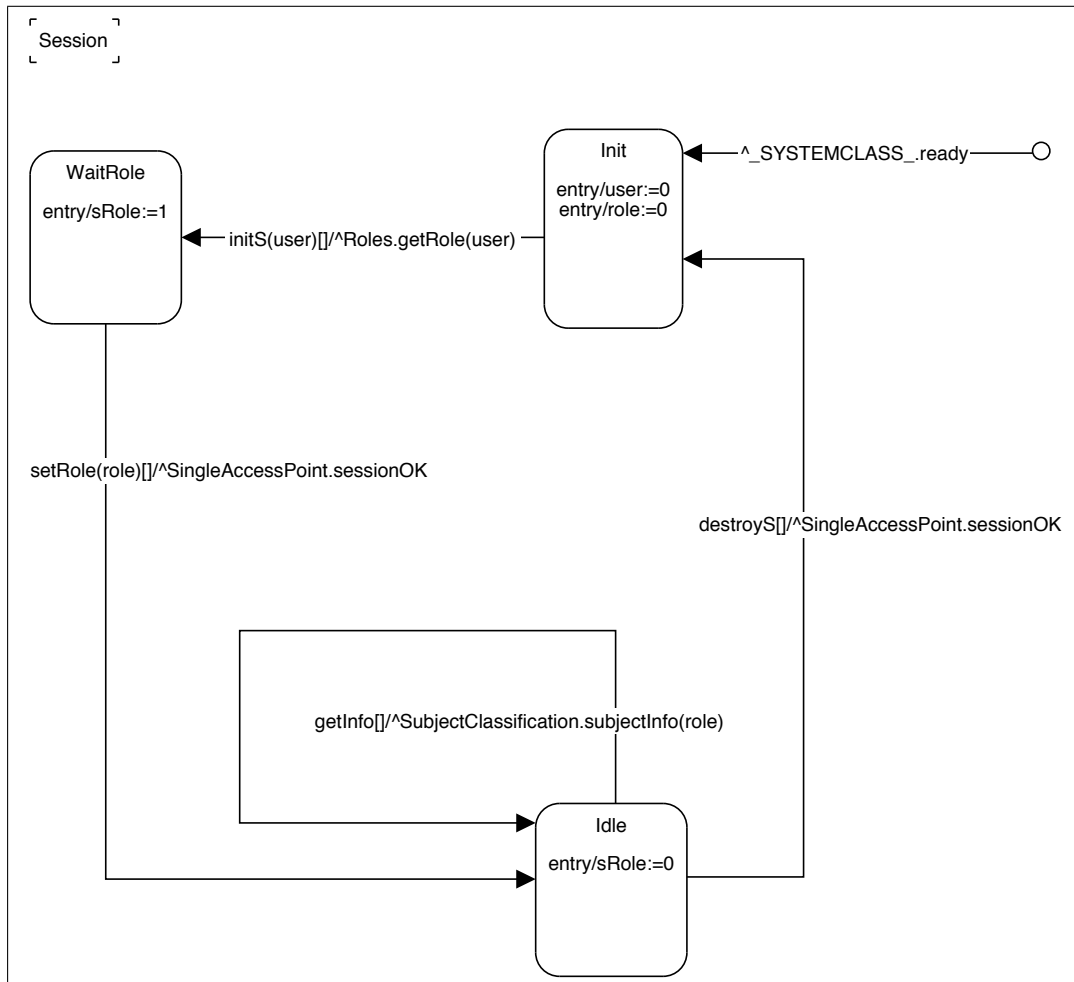 Session
Init
^_SYSTEMCLASS_.ready
WaitRole
entry/user:=0
entry/role:=0
entry/sRole:=1
initS(user)[]/^Roles.getRole(user)
setRole(role)[]/^SingleAccessPoint.sessionOK
destroyS[]/^SingleAccessPoint.sessionOK
getInfo[]/^SubjectClassification.subjectInfo(role)
Idle
entry/sRole:=0